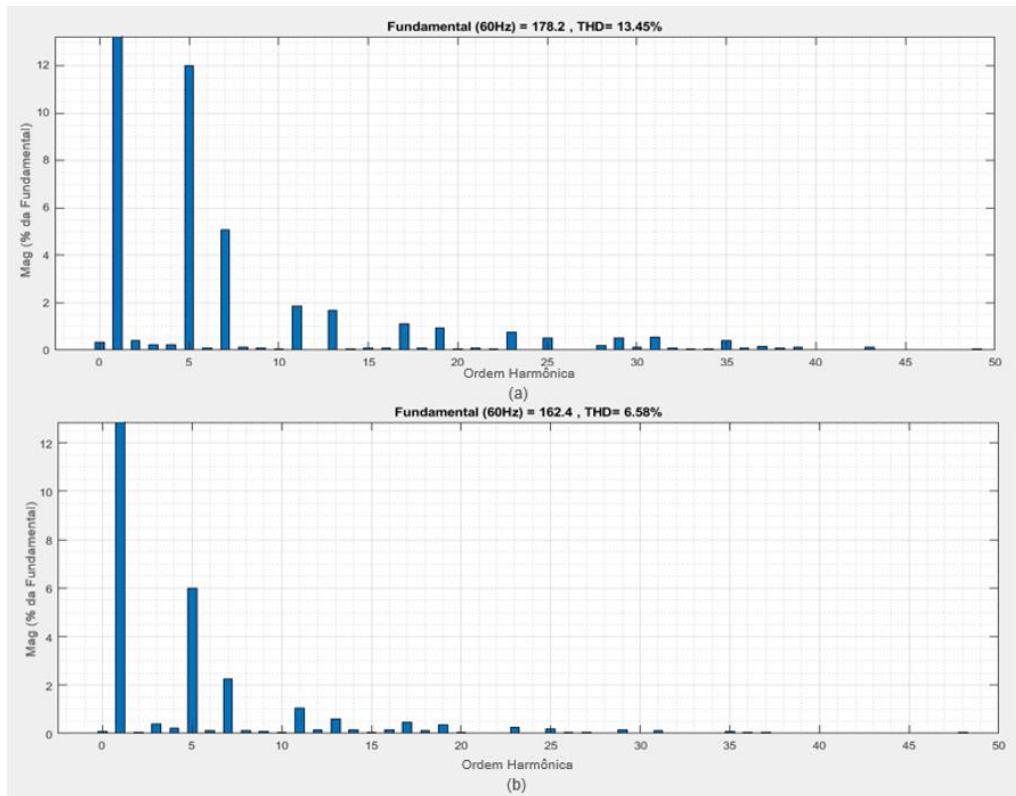 Fundamental (60Hz) = 178.2 , THD= 13.45%
Mag (% da Fundamental)
12
10
8
6
4
2
0
0 5 10 15 20 25 30 35 40 45 50
Ordem Harmônica
(a)
Fundamental (60Hz) = 162.4 , THD= 6.58%
Mag (% da Fundamental)
12
10
8
6
4
2
0
0 5 10 15 20 25 30 35 40 45 50
Ordem Harmônica
(b)